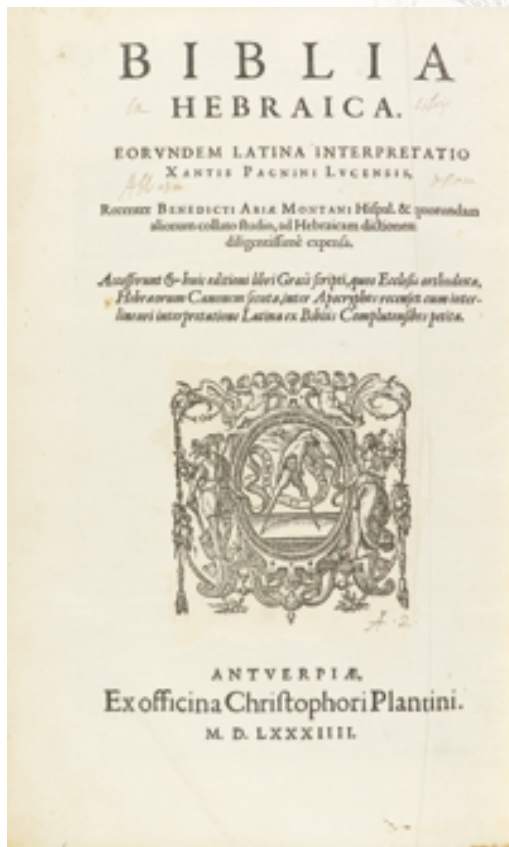 BIBLIA
HEBRAICA.
EORVNDEM LATINA INTERPRETATIO
XANTIS PAGNINI LVCENSIS,
Recenter BENEDICTI ARIÆ MONTANI Hiſpal. & quorundam
aliorum collato ſtudio, ad Hebraicam dictionem
diligentiſſimè expenſa.
Acceſſerunt & huic editioni libri Græcè ſcripti, quos Eccleſia orthodoxa,
Hebræorum Canonem ſecuta, inter Apocryphos recenſet cum inter-
lineari interpretatione Latina ex Bibliis Complutenſibus petita.
A. 2
ANTVERPIÆ,
Ex officina Chriſtophori Plantini.
M. D. LXXXIIII.